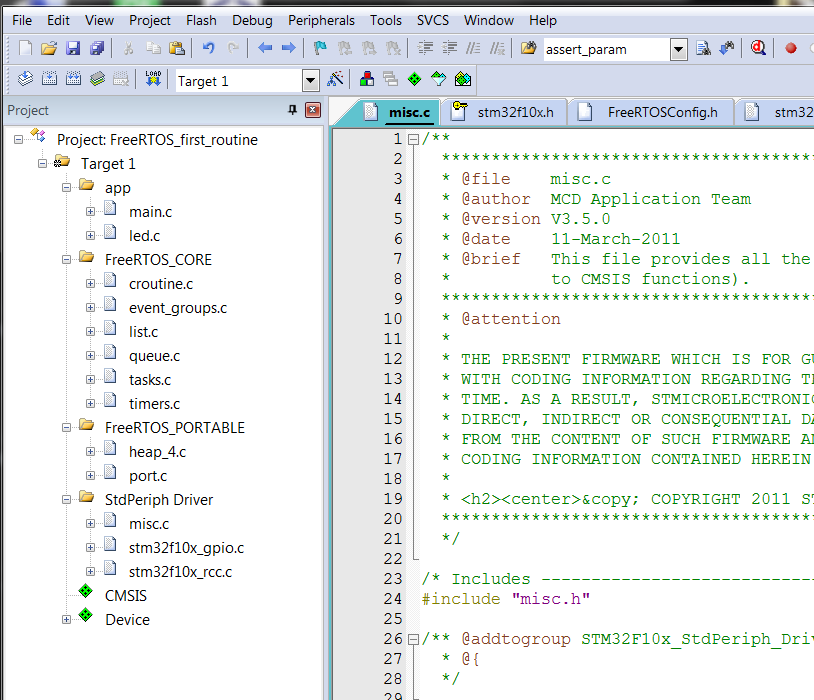 File Edit View Project Flash Debug Peripherals Tools SVCS Window Help
assert_param
LOAD Target 1
Project
misc.c stm32f10x.h FreeRTOSConfig.h stm32
Project: FreeRTOS_first_routine
Target 1
app
main.c
led.c
FreeRTOS_CORE
croutine.c
event_groups.c
list.c
queue.c
tasks.c
timers.c
FreeRTOS_PORTABLE
heap_4.c
port.c
StdPeriph Driver
misc.c
stm32f10x_gpio.c
stm32f10x_rcc.c
CMSIS
Device
1 /**
2 **************************************
3 * @file    misc.c
4 * @author  MCD Application Team
5 * @version V3.5.0
6 * @date    11-March-2011
7 * @brief   This file provides all the
8 *          to CMSIS functions).
9 **************************************
10 * @attention
11 *
12 * THE PRESENT FIRMWARE WHICH IS FOR GU
13 * WITH CODING INFORMATION REGARDING TH
14 * TIME. AS A RESULT, STMICROELECTRONIC
15 * DIRECT, INDIRECT OR CONSEQUENTIAL DA
16 * FROM THE CONTENT OF SUCH FIRMWARE AN
17 * CODING INFORMATION CONTAINED HEREIN
18 *
19 * <h2><center>&copy; COPYRIGHT 2011 ST
20 **************************************
21 */
22
23 /* Includes ----------------------------
24 #include "misc.h"
25
26 /** @addtogroup STM32F10x_StdPeriph_Driv
27 * @{
28 */
29